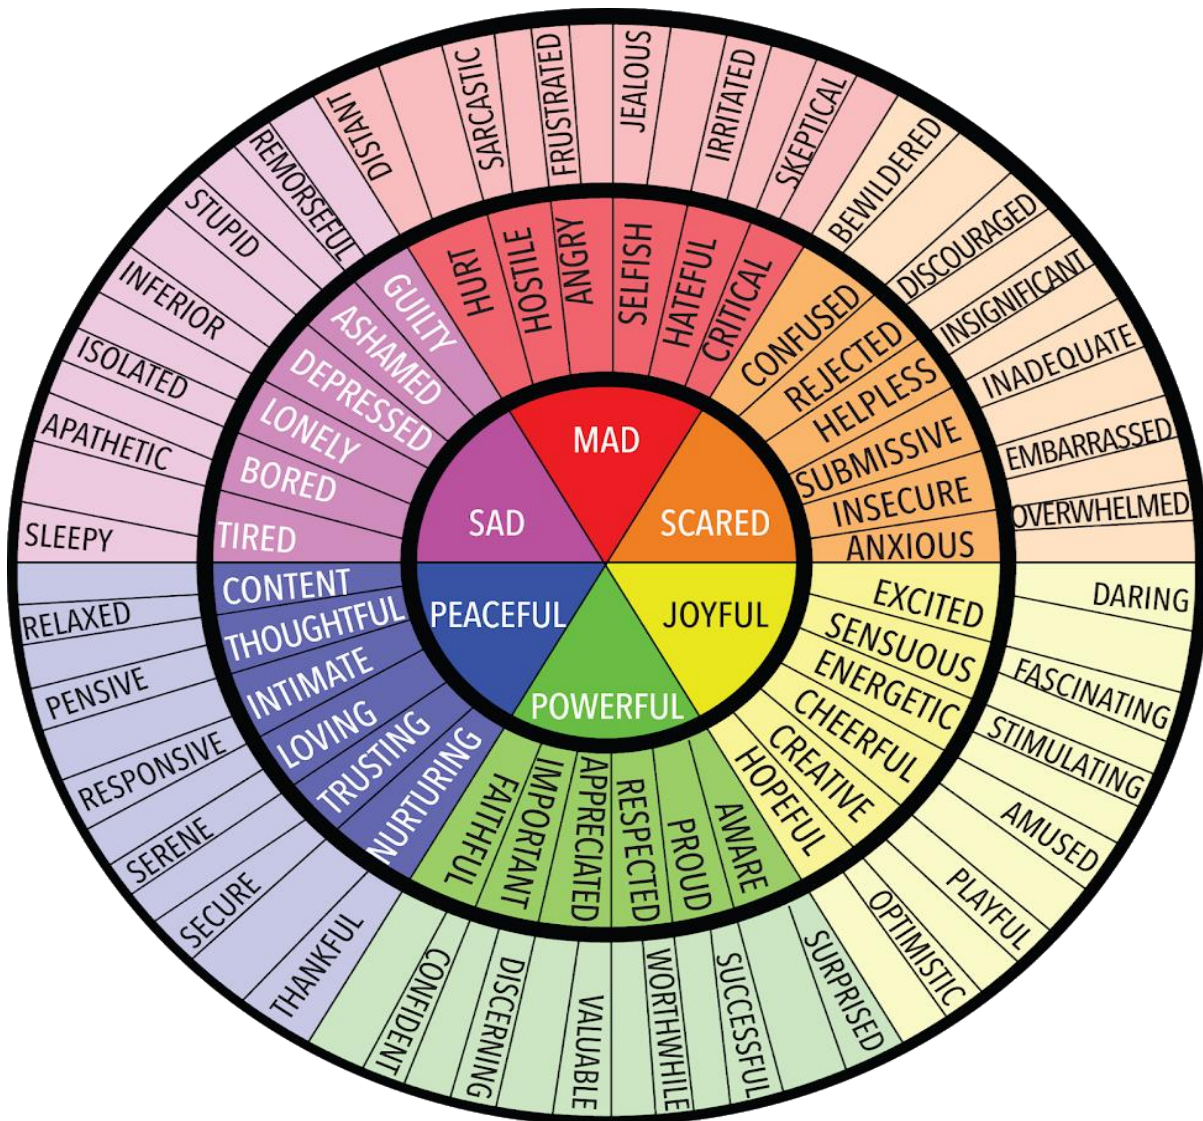 MAD
SCARED
JOYFUL
POWERFUL
PEACEFUL
SAD
HURT
HOSTILE
ANGRY
SELFISH
HATEFUL
CRITICAL
CONFUSED
REJECTED
HELPLESS
SUBMISSIVE
INSECURE
ANXIOUS
EXCITED
SENSUOUS
ENERGETIC
CHEERFUL
CREATIVE
HOPEFUL
AWARE
PROUD
RESPECTED
APPRECIATED
IMPORTANT
FAITHFUL
NURTURING
TRUSTING
LOVING
INTIMATE
THOUGHTFUL
CONTENT
TIRED
BORED
LONELY
DEPRESSED
ASHAMED
GUILTY
DISTANT
SARCASTIC
FRUSTRATED
JEALOUS
IRRITATED
SKEPTICAL
BEWILDERED
DISCOURAGED
INSIGNIFICANT
INADEQUATE
EMBARRASSED
OVERWHELMED
DARING
FASCINATING
STIMULATING
AMUSED
PLAYFUL
OPTIMISTIC
SURPRISED
SUCCESSFUL
WORTHWHILE
VALUABLE
DISCERNING
CONFIDENT
THANKFUL
SECURE
SERENE
RESPONSIVE
PENSIVE
RELAXED
SLEEPY
APATHETIC
ISOLATED
INFERIOR
STUPID
REMORSEFUL